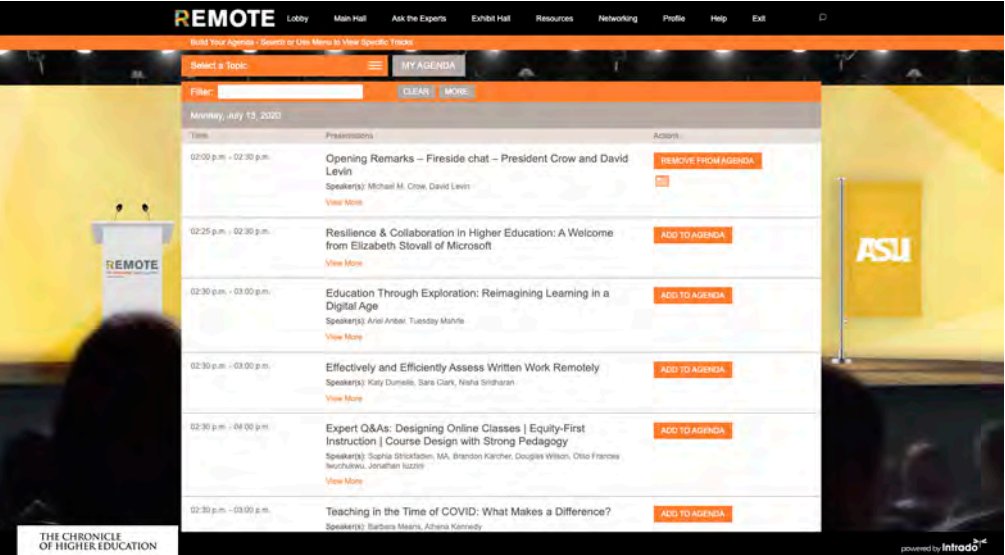 REMOTE Lobby Main Hall Ask the Experts Exhibit Hall Resources Networking Profile Help Exit
Build Your Agenda - Search or Use Menu to View Specific Tracks
Select a Topic MY AGENDA
Filter: CLEAR MORE
Monday, July 13, 2020
Time Presentations Actions
02:00 p.m. - 02:30 p.m. Opening Remarks – Fireside chat – President Crow and David REMOVE FROM AGENDA
Levin
Speaker(s): Michael M. Crow, David Levin
View More
02:25 p.m. - 02:30 p.m. Resilience & Collaboration in Higher Education: A Welcome ADD TO AGENDA
from Elizabeth Stovall of Microsoft
View More
REMOTE
ASU
02:30 p.m. - 03:00 p.m. Education Through Exploration: Reimagining Learning in a ADD TO AGENDA
Digital Age
Speaker(s): Ariel Anbar, Tuesday
View More
02:30 p.m. - 03:00 p.m. Effectively and Efficiently Assess Written Work Remotely ADD TO AGENDA
Speaker(s): Katy Dumelle, Sara Clark, Nisha Sridharan
View More
02:30 p.m. - 04:00 p.m. Expert Q&As: Designing Online Classes | Equity-First ADD TO AGENDA
Instruction | Course Design with Strong Pedagogy
Speaker(s): Sophia Strickfaden, MA, Brandon Karcher, Douglas Wilson, Frances
Iwuchukwu, Jonathan Iuzzini
View More
02:30 p.m. - 03:00 p.m. Teaching in the Time of COVID: What Makes a Difference? ADD TO AGENDA
Speaker(s): Barbara Means, Athena Kennedy
THE CHRONICLE
OF HIGHER EDUCATION
powered by Intrado